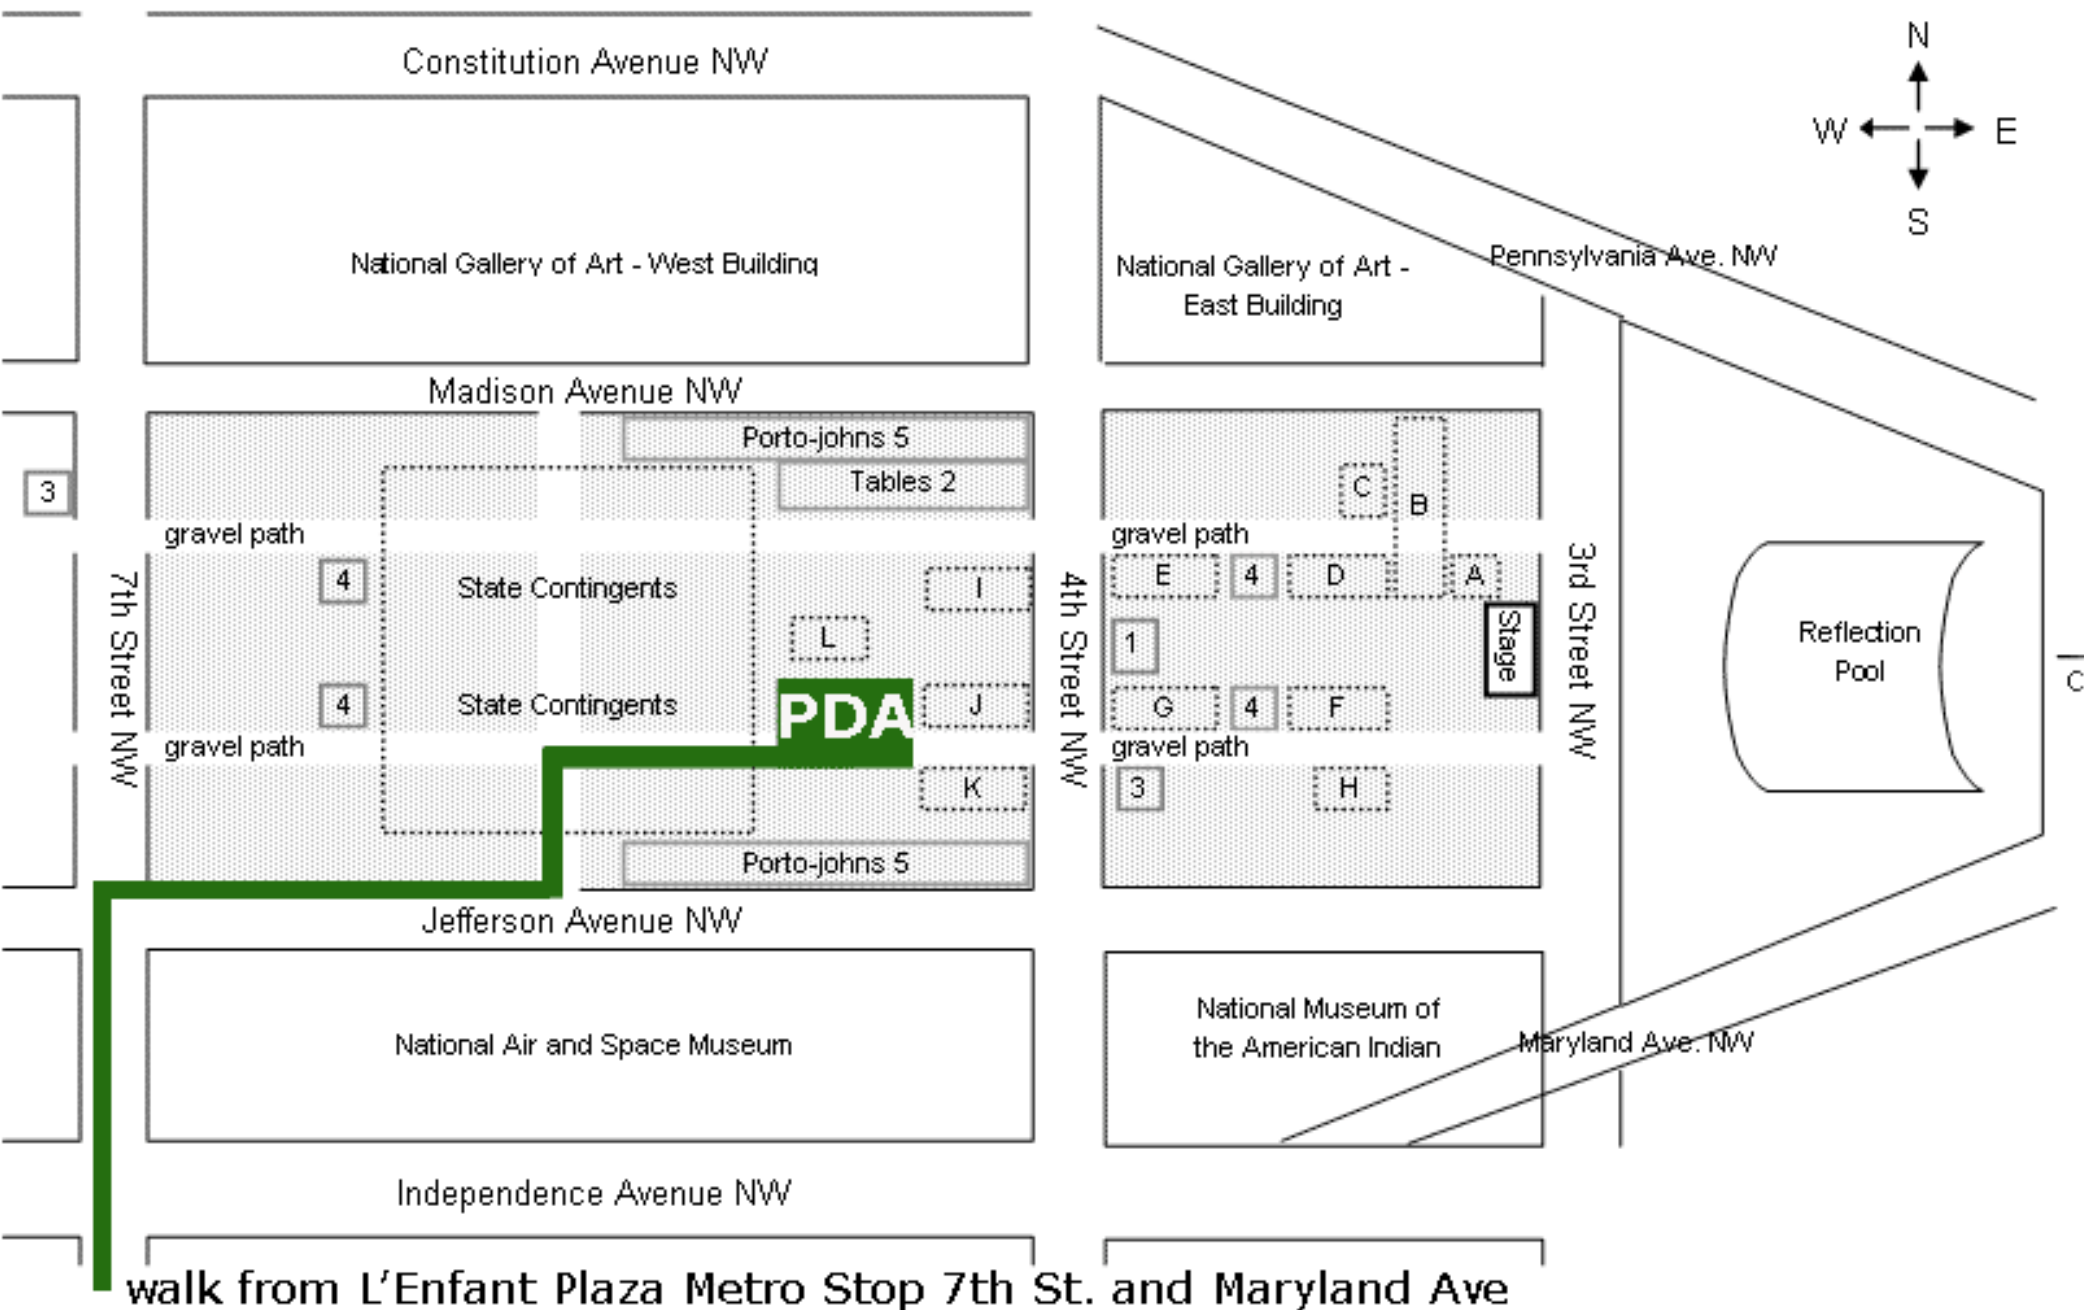 Constitution Avenue NW
N
W E
S
National Gallery of Art - West Building
National Gallery of Art -
East Building
Pennsylvania Ave. NW
Madison Avenue NW
Porto-johns 5
Tables 2
3
C
B
gravel path
gravel path
4
State Contingents
I
E
4
D
A
7th Street NW
4th Street NW
3rd Street NW
L
1
Stage
Reflection
Pool
C
4
State Contingents
PDA
J
G
4
F
gravel path
gravel path
K
3
H
Porto-johns 5
Jefferson Avenue NW
National Air and Space Museum
National Museum of
the American Indian
Maryland Ave. NW
Independence Avenue NW
walk from L'Enfant Plaza Metro Stop 7th St. and Maryland Ave